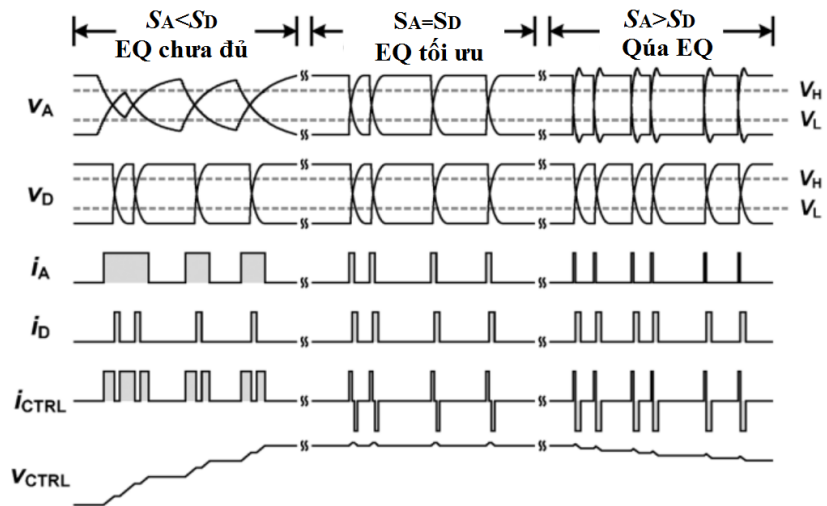 SA<SD
EQ chưa đủ
SA=SD
EQ tối ưu
SA>SD
Qúa EQ
VA
VH
VL
VD
VH
VL
iA
iD
iCTRL
VCTRL